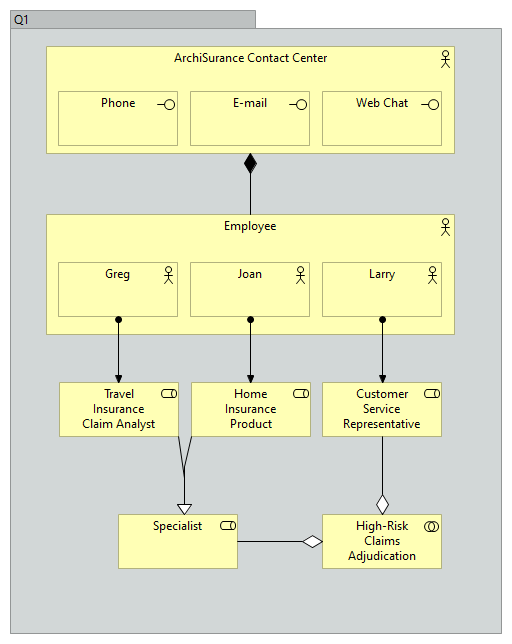 Q1
ArchiSurance Contact Center
Phone
E-mail
Web Chat
Employee
Greg
Joan
Larry
Travel
Insurance
Claim Analyst
Home
Insurance
Product
Customer
Service
Representative
Specialist
High-Risk
Claims
Adjudication